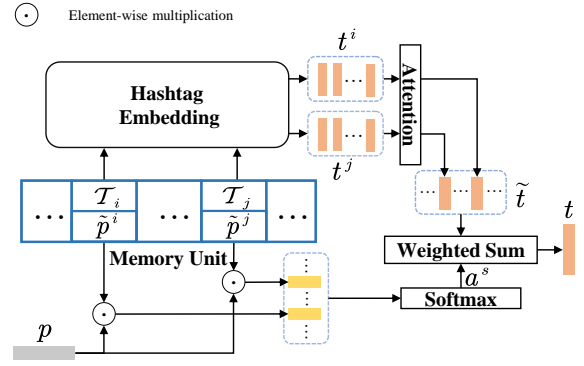 Element-wise multiplication
Hashtag
Embedding
t^i
···
t^j
···
Attention
··· 𝒯_i ··· 𝒯_j ···
p̃^i p̃^j
Memory Unit
··· ··· t̃
t
Weighted Sum
a^s
Softmax
p